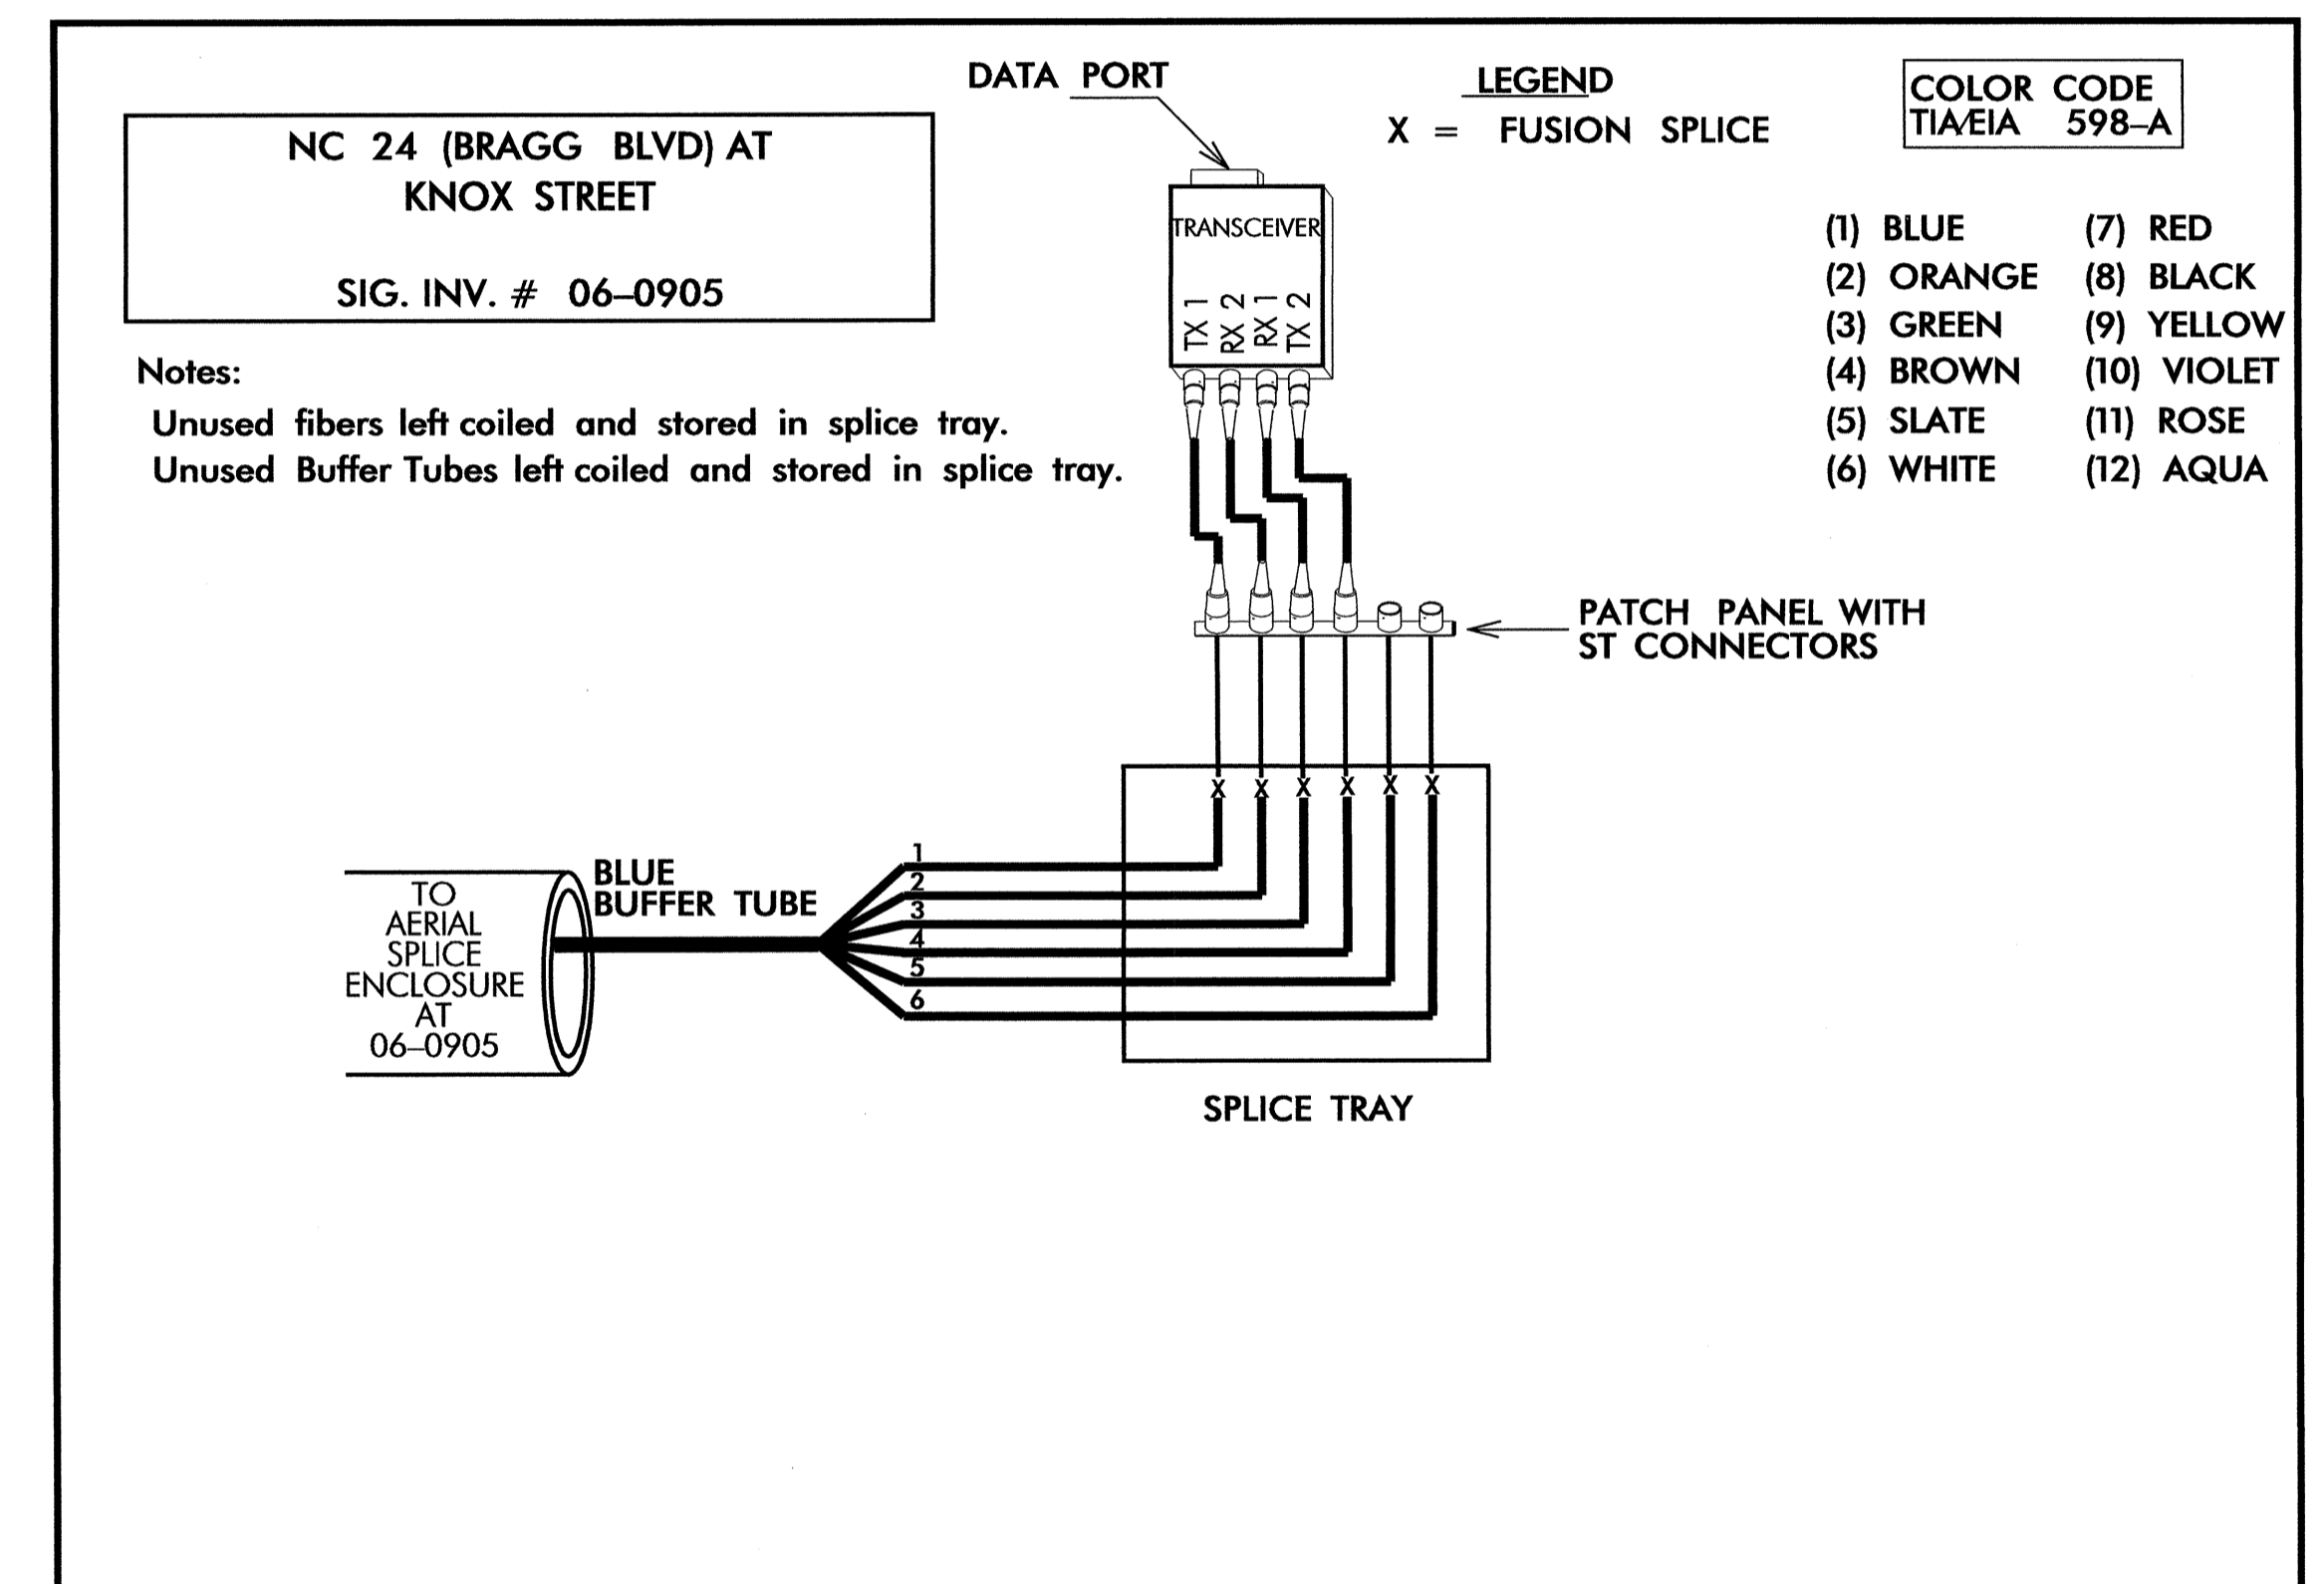 DATA PORT
LEGEND
X = FUSION SPLICE
COLOR CODE
TIA/EIA 598-A
NC 24 (BRAGG BLVD) AT
KNOX STREET
SIG. INV. # 06-0905
Notes:
Unused fibers left coiled and stored in splice tray.
Unused Buffer Tubes left coiled and stored in splice tray.
TRANSCEIVER
TX 1
RX 2
RX 1
TX 2
(1) BLUE
(2) ORANGE
(3) GREEN
(4) BROWN
(5) SLATE
(6) WHITE
(7) RED
(8) BLACK
(9) YELLOW
(10) VIOLET
(11) ROSE
(12) AQUA
PATCH PANEL WITH
ST CONNECTORS
X X X X X X
BLUE
BUFFER TUBE
1
2
3
4
5
6
TO
AERIAL
SPLICE
ENCLOSURE
AT
06-0905
SPLICE TRAY